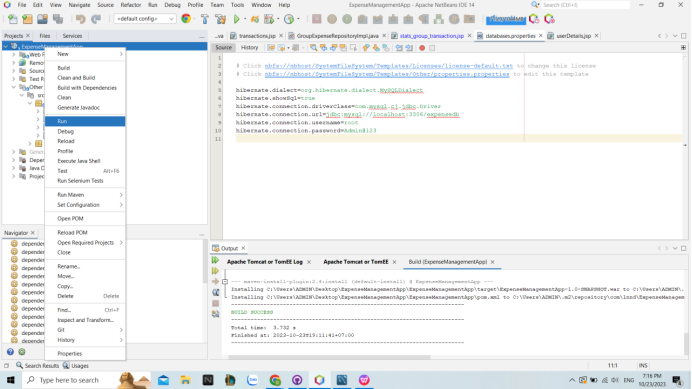 File Edit View Navigate Source Refactor Run Debug Profile Team Tools Window Help
ExpenseManagementApp - Apache NetBeans IDE 14
Search (Ctrl+I)
<default config>
Projects Files Services
...va transactions.jsp GroupExpenseRepositoryImpl.java stats_group_transaction.jsp databases.properties userDetails.jsp
Source History
ExpenseManagementApp
Web P
Remo
Source
Test P
Other
src
Gener
Depen
Java D
Projec
New
Build
Clean and Build
Build with Dependencies
Clean
Generate Javadoc
Run
Debug
Reload
Profile
Execute Java Shell
Test Alt+F6
Run Selenium Tests
Run Maven
Set Configuration
Open POM
Reload POM
Open Required Projects
Close
Rename...
Move...
Copy...
Delete Delete
Find... Ctrl+F
Inspect and Transform...
Git
History
Properties
1
2 # Click nbfs://nbhost/SystemFileSystem/Templates/Licenses/license-default.txt to change this license
3 # Click nbfs://nbhost/SystemFileSystem/Templates/Other/properties.properties to edit this template
4
5 hibernate.dialect=org.hibernate.dialect.MySQLDialect
6 hibernate.showSql=true
7 hibernate.connection.driverClass=com.mysql.cj.jdbc.Driver
8 hibernate.connection.url=jdbc:mysql://localhost:3306/expensedb
9 hibernate.connection.username=root
10 hibernate.connection.password=Admin@123
11
Navigator
depende
depende
depende
depende
depende
depende
depende
depende
depende
depende
depende
depende
depende
Output
Apache Tomcat or TomEE Log Apache Tomcat or TomEE Build (ExpenseManagementApp)
--- maven-install-plugin:2.4:install (default-install) @ ExpenseManagementApp ---
Installing C:\Users\ADMIN\Desktop\ExpenseManagementApp\target\ExpenseManagementApp-1.0-SNAPSHOT.war to C:\Users\ADMIN\.
Installing C:\Users\ADMIN\Desktop\ExpenseManagementApp\pom.xml to C:\Users\ADMIN\.m2\repository\com\lnnd\ExpenseManagem
BUILD SUCCESS
Total time: 3.732 s
Finished at: 2023-10-23T19:11:41+07:00
Search Results Usages
11:1 INS
Type here to search
ENG
7:16 PM
10/23/2023